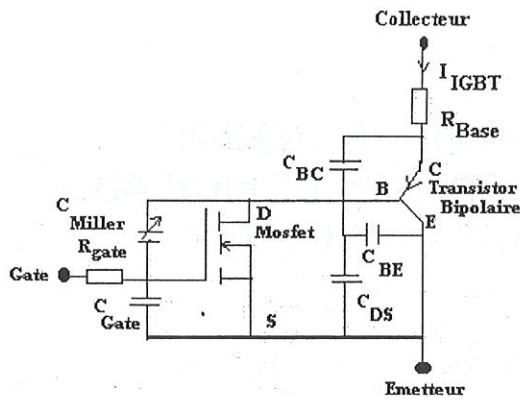 Collecteur
I IGBT
R Base
C BC
C
B
Transistor
Bipolaire
E
C Miller
D
Mosfet
R gate
Gate
C BE
C Gate
C DS
S
Emetteur